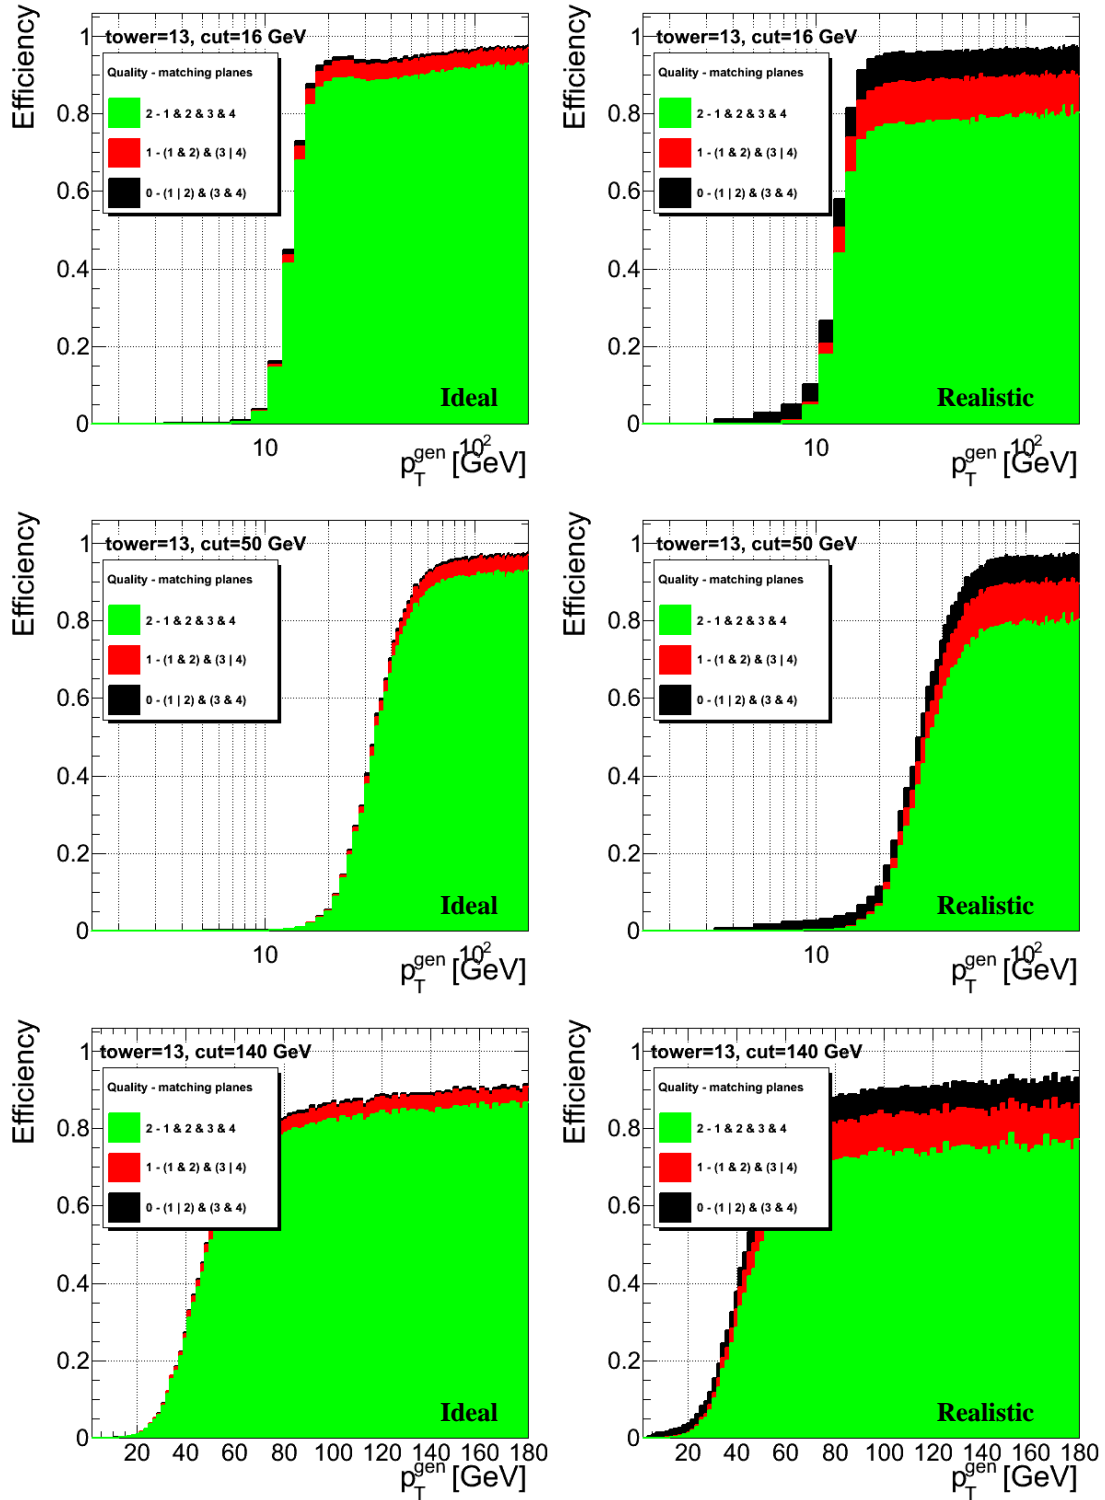 Efficiency
1
0.8
0.6
0.4
0.2
0
tower=13, cut=16 GeV
Quality - matching planes
2 - 1 & 2 & 3 & 4
1 - (1 & 2) & (3 | 4)
0 - (1 | 2) & (3 & 4)
Ideal
10 10²
p_T^gen [GeV]
Efficiency
1
0.8
0.6
0.4
0.2
0
tower=13, cut=16 GeV
Quality - matching planes
2 - 1 & 2 & 3 & 4
1 - (1 & 2) & (3 | 4)
0 - (1 | 2) & (3 & 4)
Realistic
10 10²
p_T^gen [GeV]
Efficiency
1
0.8
0.6
0.4
0.2
0
tower=13, cut=50 GeV
Quality - matching planes
2 - 1 & 2 & 3 & 4
1 - (1 & 2) & (3 | 4)
0 - (1 | 2) & (3 & 4)
Ideal
10 10²
p_T^gen [GeV]
Efficiency
1
0.8
0.6
0.4
0.2
0
tower=13, cut=50 GeV
Quality - matching planes
2 - 1 & 2 & 3 & 4
1 - (1 & 2) & (3 | 4)
0 - (1 | 2) & (3 & 4)
Realistic
10 10²
p_T^gen [GeV]
Efficiency
1
0.8
0.6
0.4
0.2
0
tower=13, cut=140 GeV
Quality - matching planes
2 - 1 & 2 & 3 & 4
1 - (1 & 2) & (3 | 4)
0 - (1 | 2) & (3 & 4)
Ideal
20 40 60 80 100 120 140 160 180
p_T^gen [GeV]
Efficiency
1
0.8
0.6
0.4
0.2
0
tower=13, cut=140 GeV
Quality - matching planes
2 - 1 & 2 & 3 & 4
1 - (1 & 2) & (3 | 4)
0 - (1 | 2) & (3 & 4)
Realistic
20 40 60 80 100 120 140 160 180
p_T^gen [GeV]